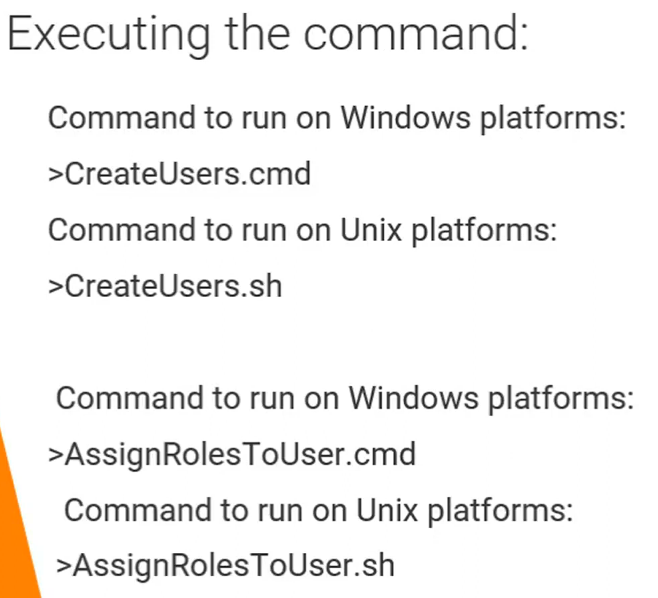 Executing the command:
Command to run on Windows platforms:
>CreateUsers.cmd
Command to run on Unix platforms:
>CreateUsers.sh
Command to run on Windows platforms:
>AssignRolesToUser.cmd
Command to run on Unix platforms:
>AssignRolesToUser.sh